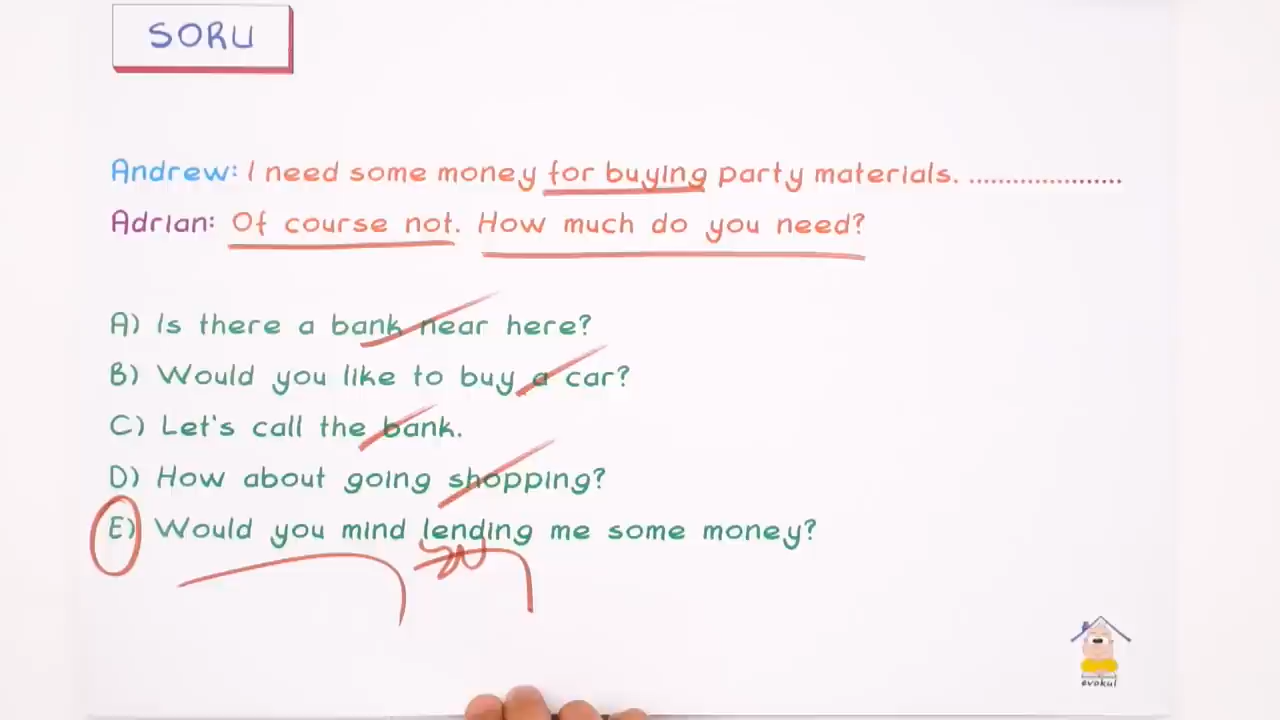 SORU
Andrew: I need some money for buying party materials. .....................
Adrian: Of course not. How much do you need?
A) Is there a bank near here?
B) Would you like to buy a car?
C) Let's call the bank.
D) How about going shopping?
E) Would you mind lending me some money?
evokul